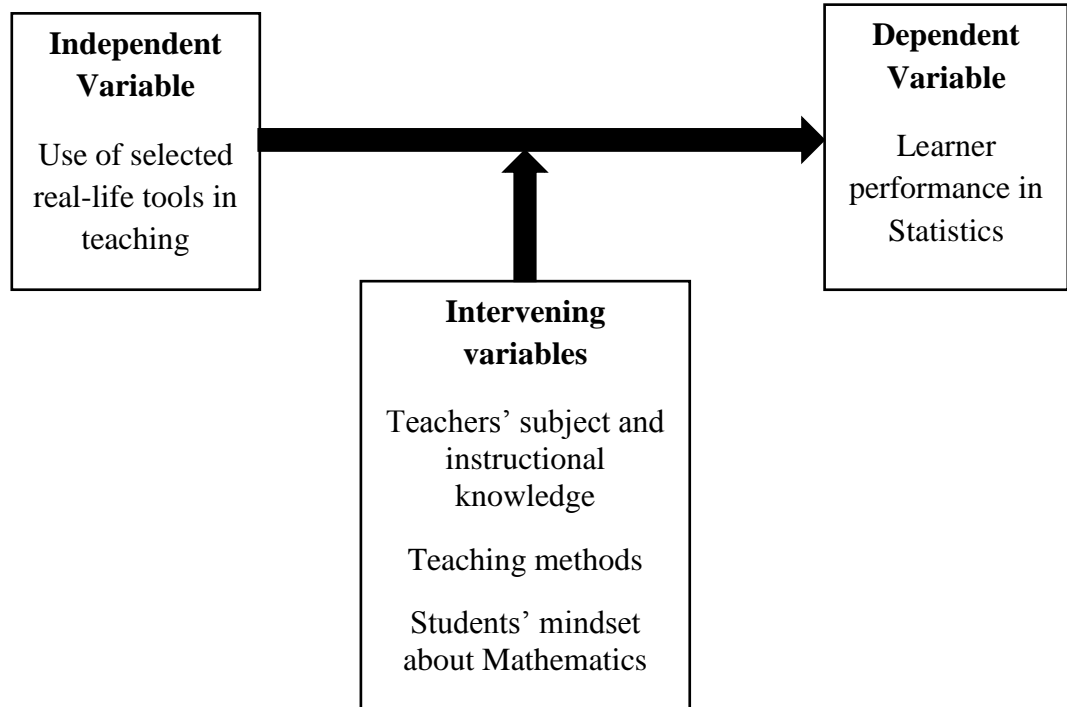 Independent
Variable
Use of selected
real-life tools in
teaching
Dependent
Variable
Learner
performance in
Statistics
Intervening
variables
Teachers’ subject and
instructional
knowledge
Teaching methods
Students’ mindset
about Mathematics